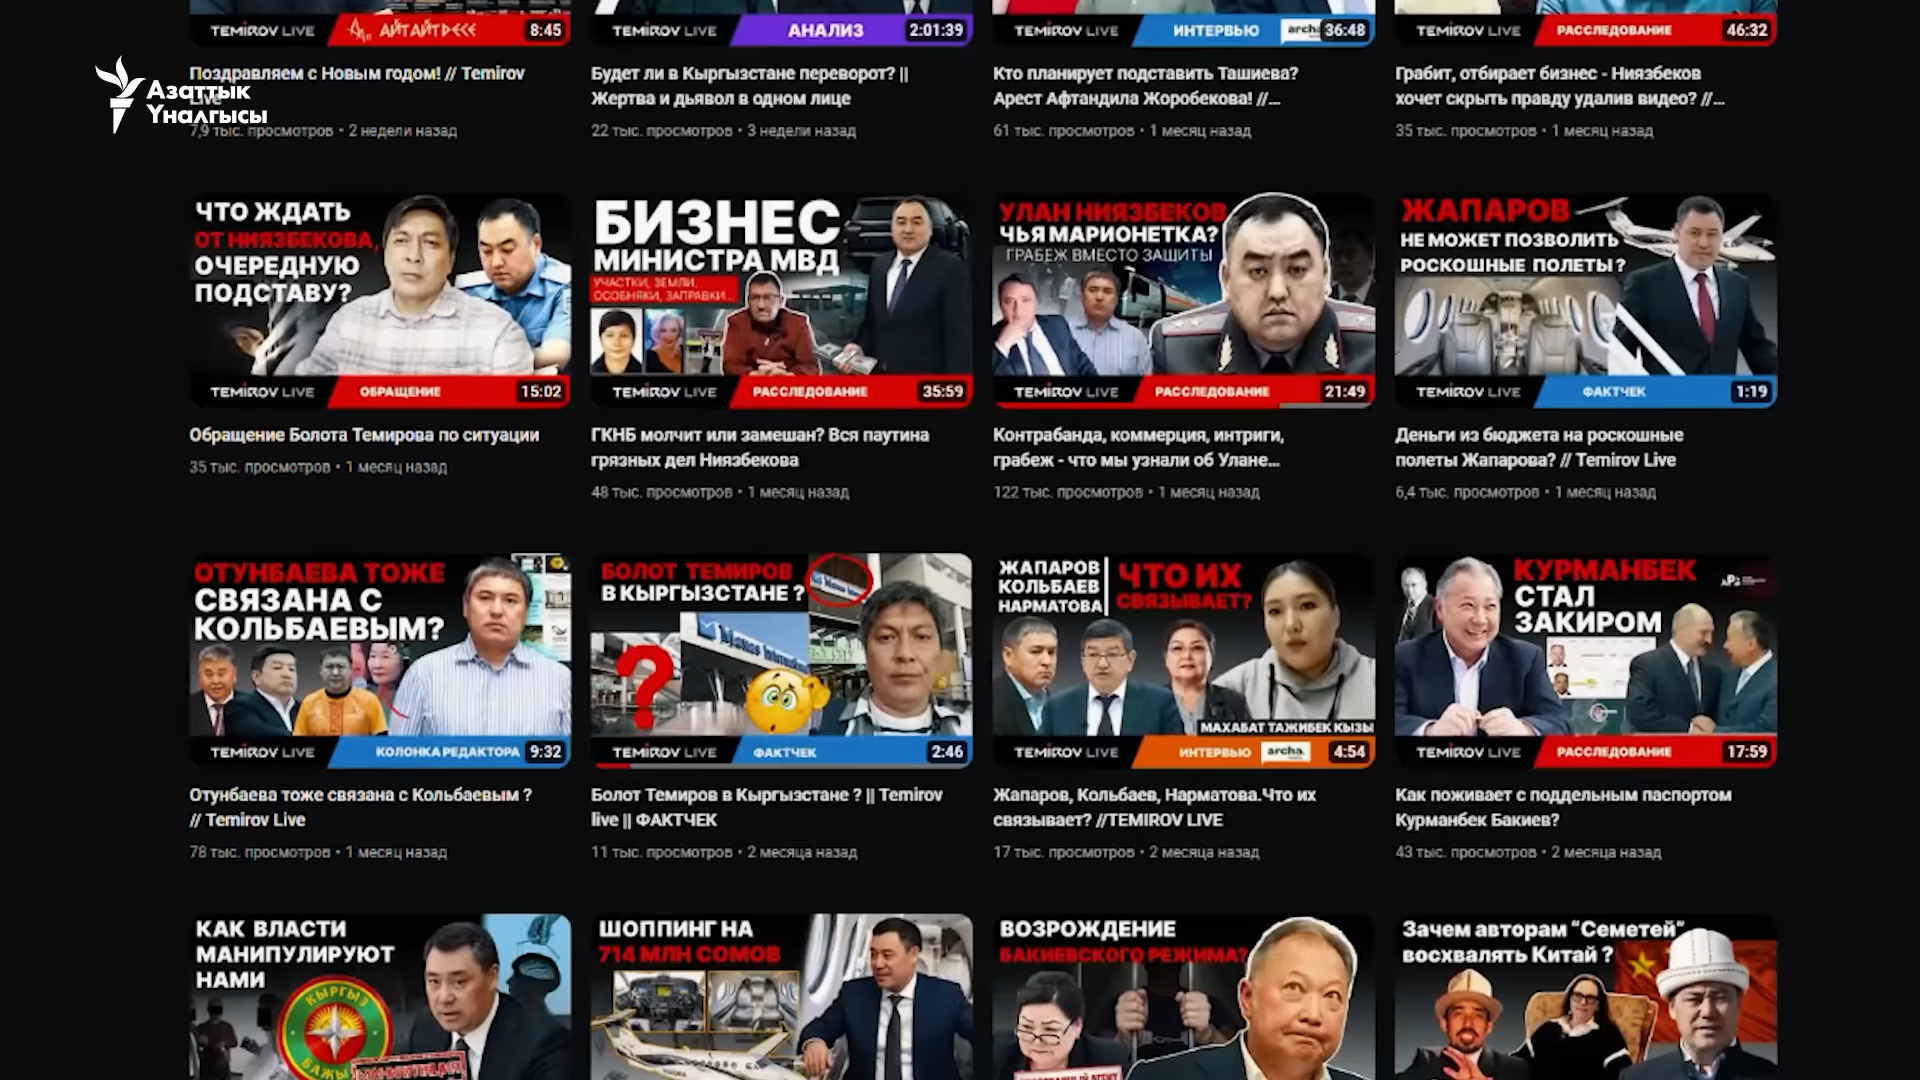 TEMIROV LIVE
АЙТАЙТДЕСЕ
8:45
TEMIROV LIVE
АНАЛИЗ
2:01:39
TEMIROV LIVE
ИНТЕРВЬЮ
archa
36:48
TEMIROV LIVE
РАССЛЕДОВАНИЕ
46:32
Азаттык
Үналгысы
Поздравляем с Новым годом! // Temirov
Live
7,9 тыс. просмотров • 2 недели назад
Будет ли в Кыргызстане переворот? ||
Жертва и дьявол в одном лице
22 тыс. просмотров • 3 недели назад
Кто планирует подставить Ташиева?
Арест Афтандила Жоробекова! //...
61 тыс. просмотров • 1 месяц назад
Грабит, отбирает бизнес - Ниязбеков
хочет скрыть правду удалив видео? //...
35 тыс. просмотров • 1 месяц назад
ЧТО ЖДАТЬ
ОТ НИЯЗБЕКОВА,
ОЧЕРЕДНУЮ
ПОДСТАВУ?
TEMIROV LIVE
ОБРАЩЕНИЕ
15:02
Обращение Болота Темирова по ситуации
35 тыс. просмотров • 1 месяц назад
БИЗНЕС
МИНИСТРА МВД
УЧАСТКИ, ЗЕМЛИ,
ОСОБНЯКИ, ЗАПРАВКИ...
TEMIROV LIVE
РАССЛЕДОВАНИЕ
35:59
ГКНБ молчит или замешан? Вся паутина
грязных дел Ниязбекова
48 тыс. просмотров • 1 месяц назад
УЛАН НИЯЗБЕКОВ
ЧЬЯ МАРИОНЕТКА?
ГРАБЕЖ ВМЕСТО ЗАЩИТЫ
TEMIROV LIVE
РАССЛЕДОВАНИЕ
21:49
Контрабанда, коммерция, интриги,
грабеж - что мы узнали об Улане...
122 тыс. просмотров • 1 месяц назад
ЖАПАРОВ
НЕ МОЖЕТ ПОЗВОЛИТЬ
РОСКОШНЫЕ ПОЛЕТЫ?
TEMIROV LIVE
ФАКТЧЕК
1:19
Деньги из бюджета на роскошные
полеты Жапарова? // Temirov Live
6,4 тыс. просмотров • 1 месяц назад
ОТУНБАЕВА ТОЖЕ
СВЯЗАНА С
КОЛЬБАЕВЫМ?
TEMIROV LIVE
КОЛОНКА РЕДАКТОРА
9:32
Отунбаева тоже связана с Кольбаевым ?
// Temirov Live
78 тыс. просмотров • 1 месяц назад
БОЛОТ ТЕМИРОВ
В КЫРГЫЗСТАНЕ ?
Manas International
TEMIROV LIVE
ФАКТЧЕК
2:46
Болот Темиров в Кыргызстане ? || Temirov
live || ФАКТЧЕК
11 тыс. просмотров • 2 месяца назад
ЖАПАРОВ
КОЛЬБАЕВ
НАРМАТОВА
ЧТО ИХ
СВЯЗЫВАЕТ?
МАХАБАТ ТАЖИБЕК КЫЗЫ
TEMIROV LIVE
ИНТЕРВЬЮ
archa
4:54
Жапаров, Кольбаев, Нарматова.Что их
связывает? //TEMIROV LIVE
17 тыс. просмотров • 2 месяца назад
КУРМАНБЕК
СТАЛ
ЗАКИРОМ
TEMIROV LIVE
РАССЛЕДОВАНИЕ
17:59
Как поживает с поддельным паспортом
Курманбек Бакиев?
43 тыс. просмотров • 2 месяца назад
КАК ВЛАСТИ
МАНИПУЛИРУЮТ
НАМИ
КЫРГЫЗ
БАЖЫ
ШОППИНГ НА
714 МЛН СОМОВ
ВОЗРОЖДЕНИЕ
БАКИЕВСКОГО РЕЖИМА?
Зачем авторам “Семетей”
восхвалять Китай ?